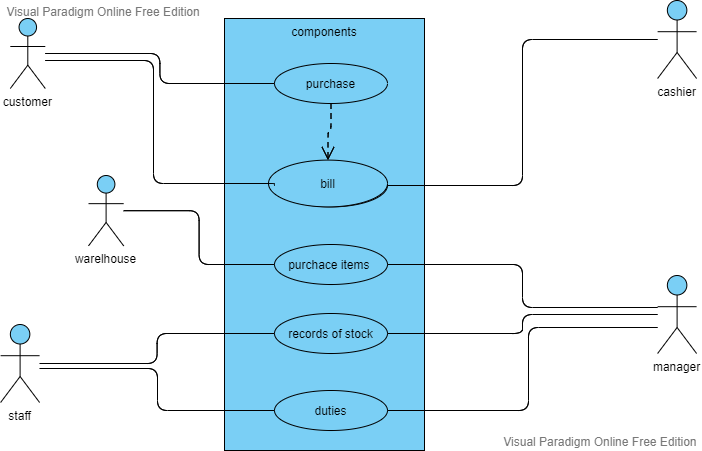 Visual Paradigm Online Free Edition
components
purchase
customer
cashier
bill
warelhouse
purchace items
records of stock
manager
staff
duties
Visual Paradigm Online Free Edition